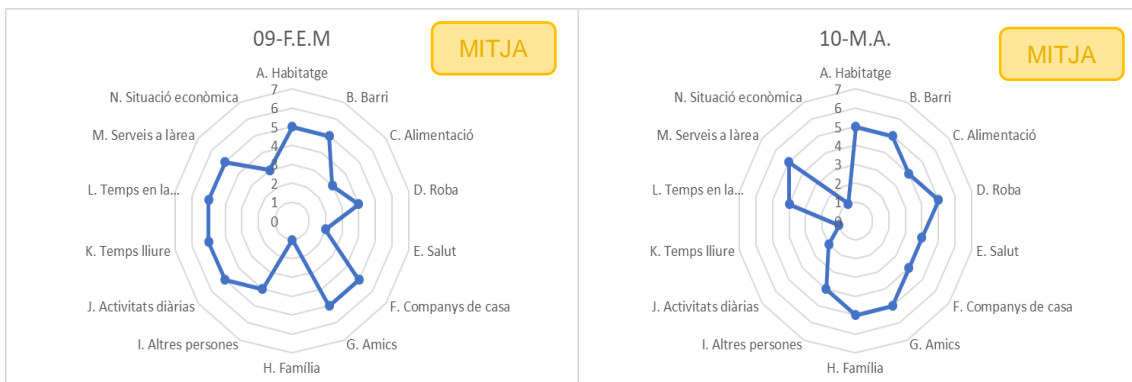 09-F.E.M
MITJA
A. Habitatge
B. Barri
C. Alimentació
D. Roba
E. Salut
F. Companys de casa
G. Amics
H. Família
I. Altres persones
J. Activitats diàrias
K. Temps lliure
L. Temps en la...
M. Serveis a làrea
N. Situació econòmica
7
6
5
4
3
2
1
0
10-M.A.
MITJA
A. Habitatge
B. Barri
C. Alimentació
D. Roba
E. Salut
F. Companys de casa
G. Amics
H. Família
I. Altres persones
J. Activitats diàrias
K. Temps lliure
L. Temps en la...
M. Serveis a làrea
N. Situació econòmica
7
6
5
4
3
2
1
0